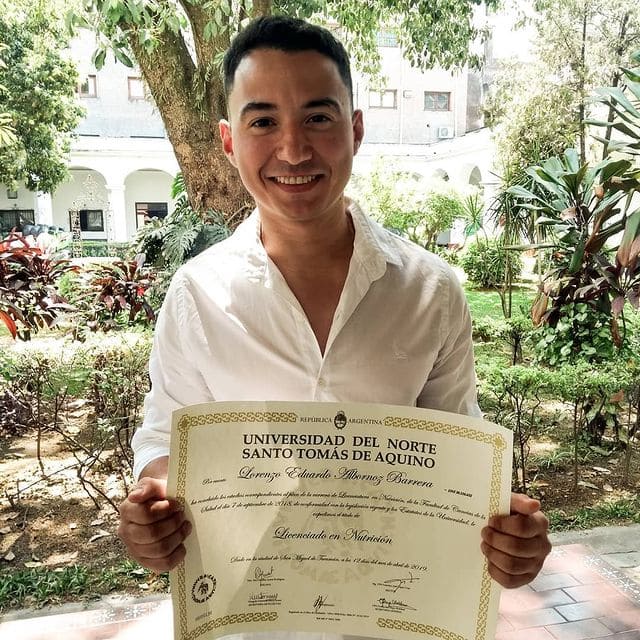 REPÚBLICA ARGENTINA
UNIVERSIDAD DEL NORTE
SANTO TOMÁS DE AQUINO
Por cuanto Lorenzo Eduardo Albornoz Barrera
ha concluido los estudios correspondientes al plan de la carrera de Licenciatura en Nutrición, de la Facultad de Ciencias de la
Salud el 7 de septiembre de 2018, de conformidad con la legislación vigente y los Estatutos de la Universidad, le
expedimos el título de
Licenciado en Nutrición
Dado en la ciudad de San Miguel de Tucumán, a los 12 días del mes de abril de 2019.